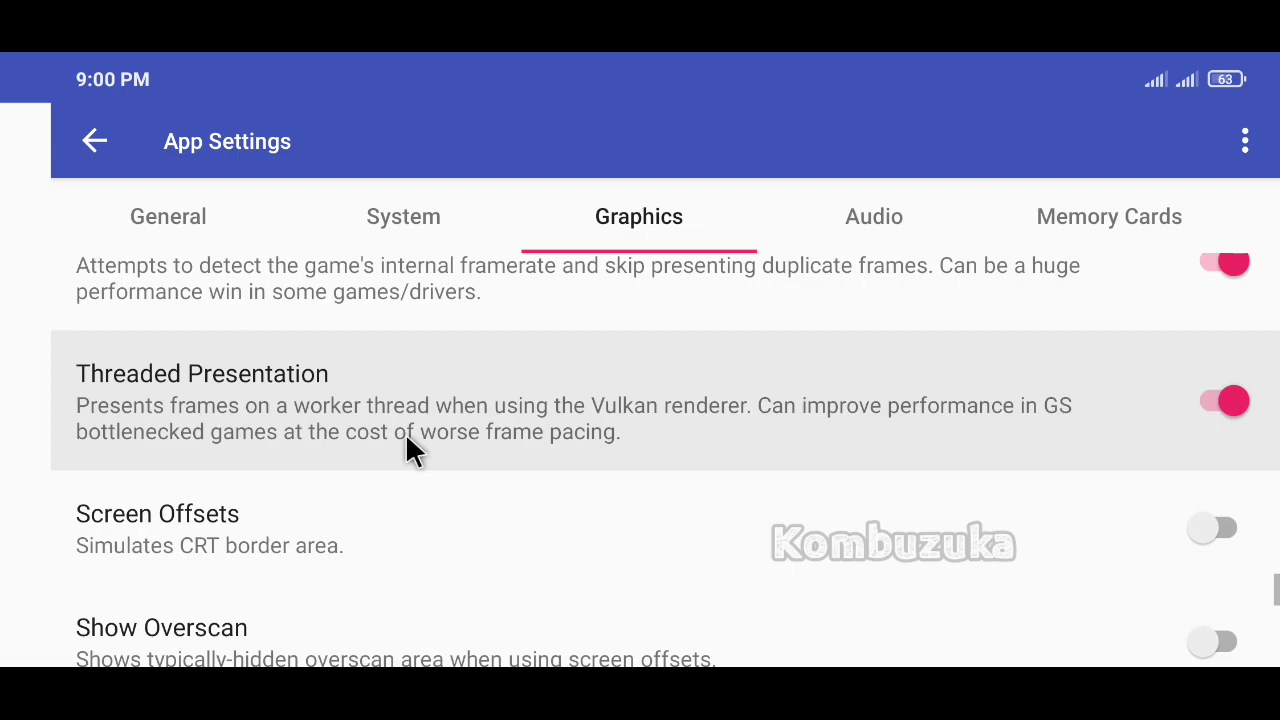 9:00 PM
63
App Settings
General System Graphics Audio Memory Cards
Attempts to detect the game's internal framerate and skip presenting duplicate frames. Can be a huge
performance win in some games/drivers.
Threaded Presentation
Presents frames on a worker thread when using the Vulkan renderer. Can improve performance in GS
bottlenecked games at the cost of worse frame pacing.
Screen Offsets
Simulates CRT border area.
Kombuzuka
Show Overscan
Shows typically-hidden overscan area when using screen offsets.